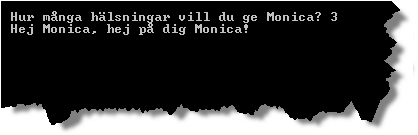 Hur många hälsningar vill du ge Monica? 3
Hej Monica, hej på dig Monica!